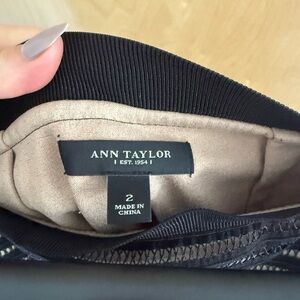 ANN TAYLOR
| EST. 1954 |
2
MADE IN
CHINA